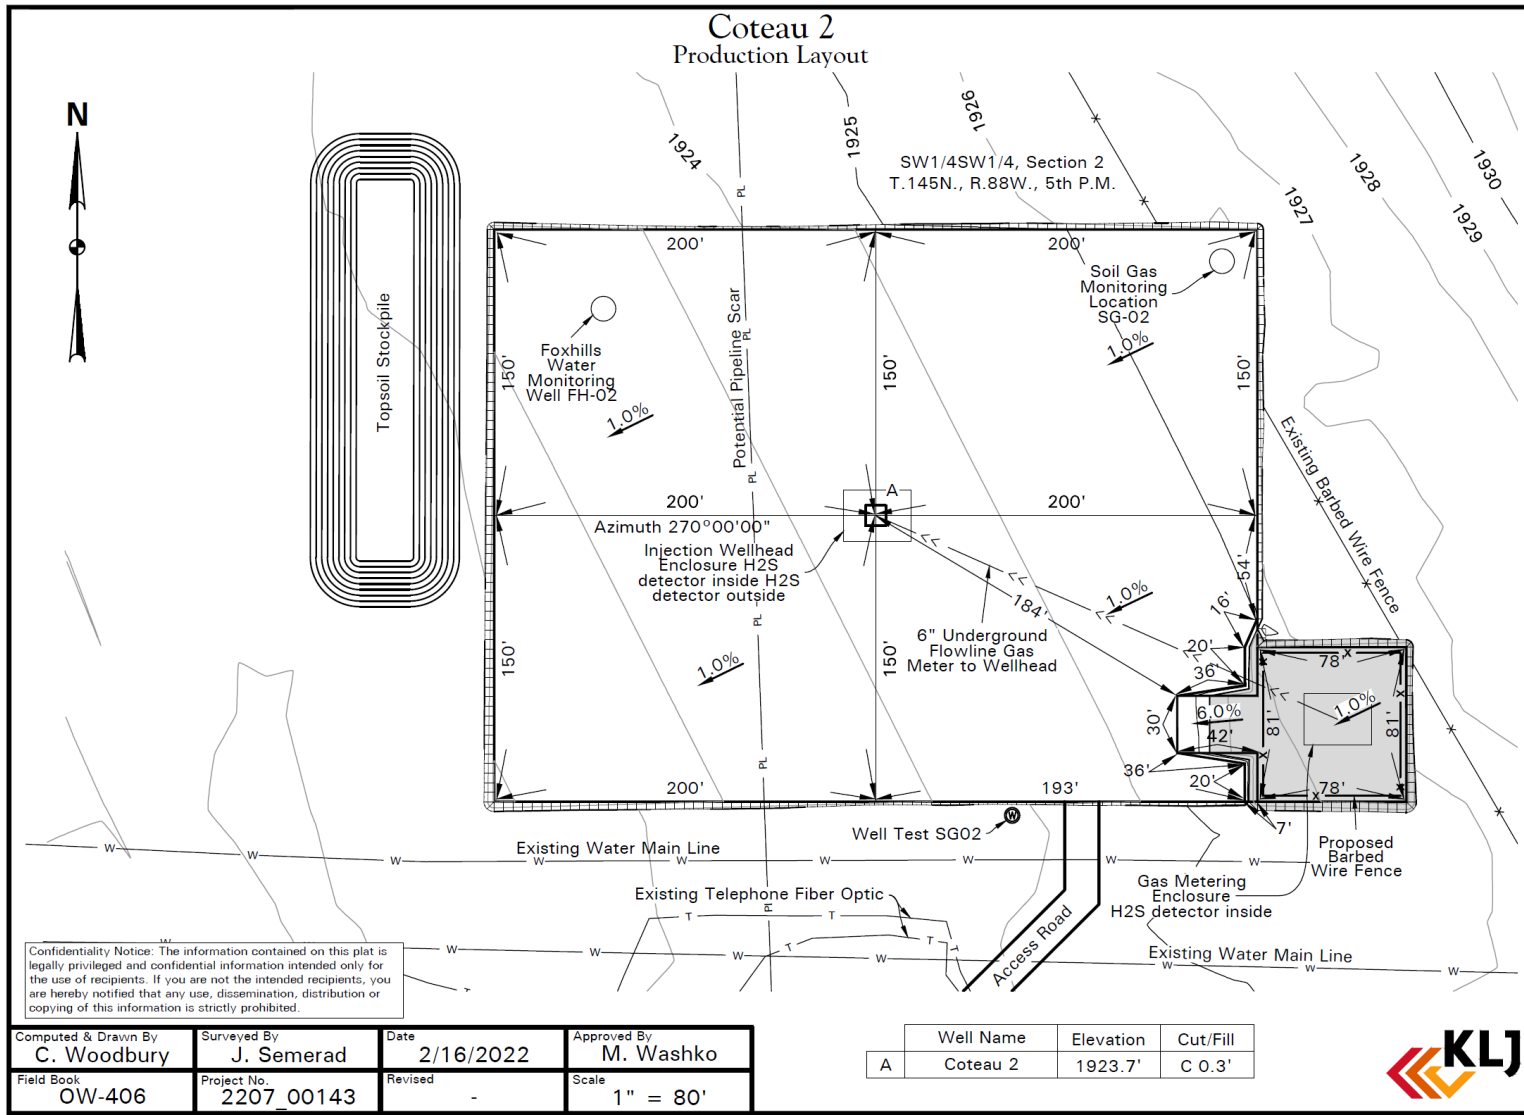 Coteau 2
Production Layout
N
1924
1925
1926
SW1/4SW1/4, Section 2
T.145N., R.88W., 5th P.M.
1927
1928
1929
1930
PL
200'
200'
Soil Gas
Monitoring
Location
SG-02
1.0%
Topsoil Stockpile
Foxhills
Water
Monitoring
Well FH-02
1.0%
Potential Pipeline Scar
PL
150'
150'
150'
Existing Barbed Wire Fence
PL
200'
A
200'
Azimuth 270°00'00"
Injection Wellhead
Enclosure H2S
detector inside H2S
detector outside
PL
184'
1.0%
54'
16'
6" Underground
Flowline Gas
Meter to Wellhead
20'
36'
150'
1.0%
150'
30'
6.0%
42'
78'
81'
1.0%
81'
78'
36'
20'
7'
PL
200'
193'
Well Test SG02
W
Proposed
Barbed
Wire Fence
Existing Water Main Line
W W W W W W W W W
Gas Metering
Enclosure
H2S detector inside
Existing Telephone Fiber Optic
PL
T T T T T
Access Road
Existing Water Main Line
W W W W W W W W
Confidentiality Notice: The information contained on this plat is
legally privileged and confidential information intended only for
the use of recipients. If you are not the intended recipients, you
are hereby notified that any use, dissemination, distribution or
copying of this information is strictly prohibited.
Computed & Drawn By
C. Woodbury
Surveyed By
J. Semerad
Date
2/16/2022
Approved By
M. Washko
Field Book
OW-406
Project No.
2207_00143
Revised
-
Scale
1" = 80'
Well Name Elevation Cut/Fill
A Coteau 2 1923.7' C 0.3'
KLJ